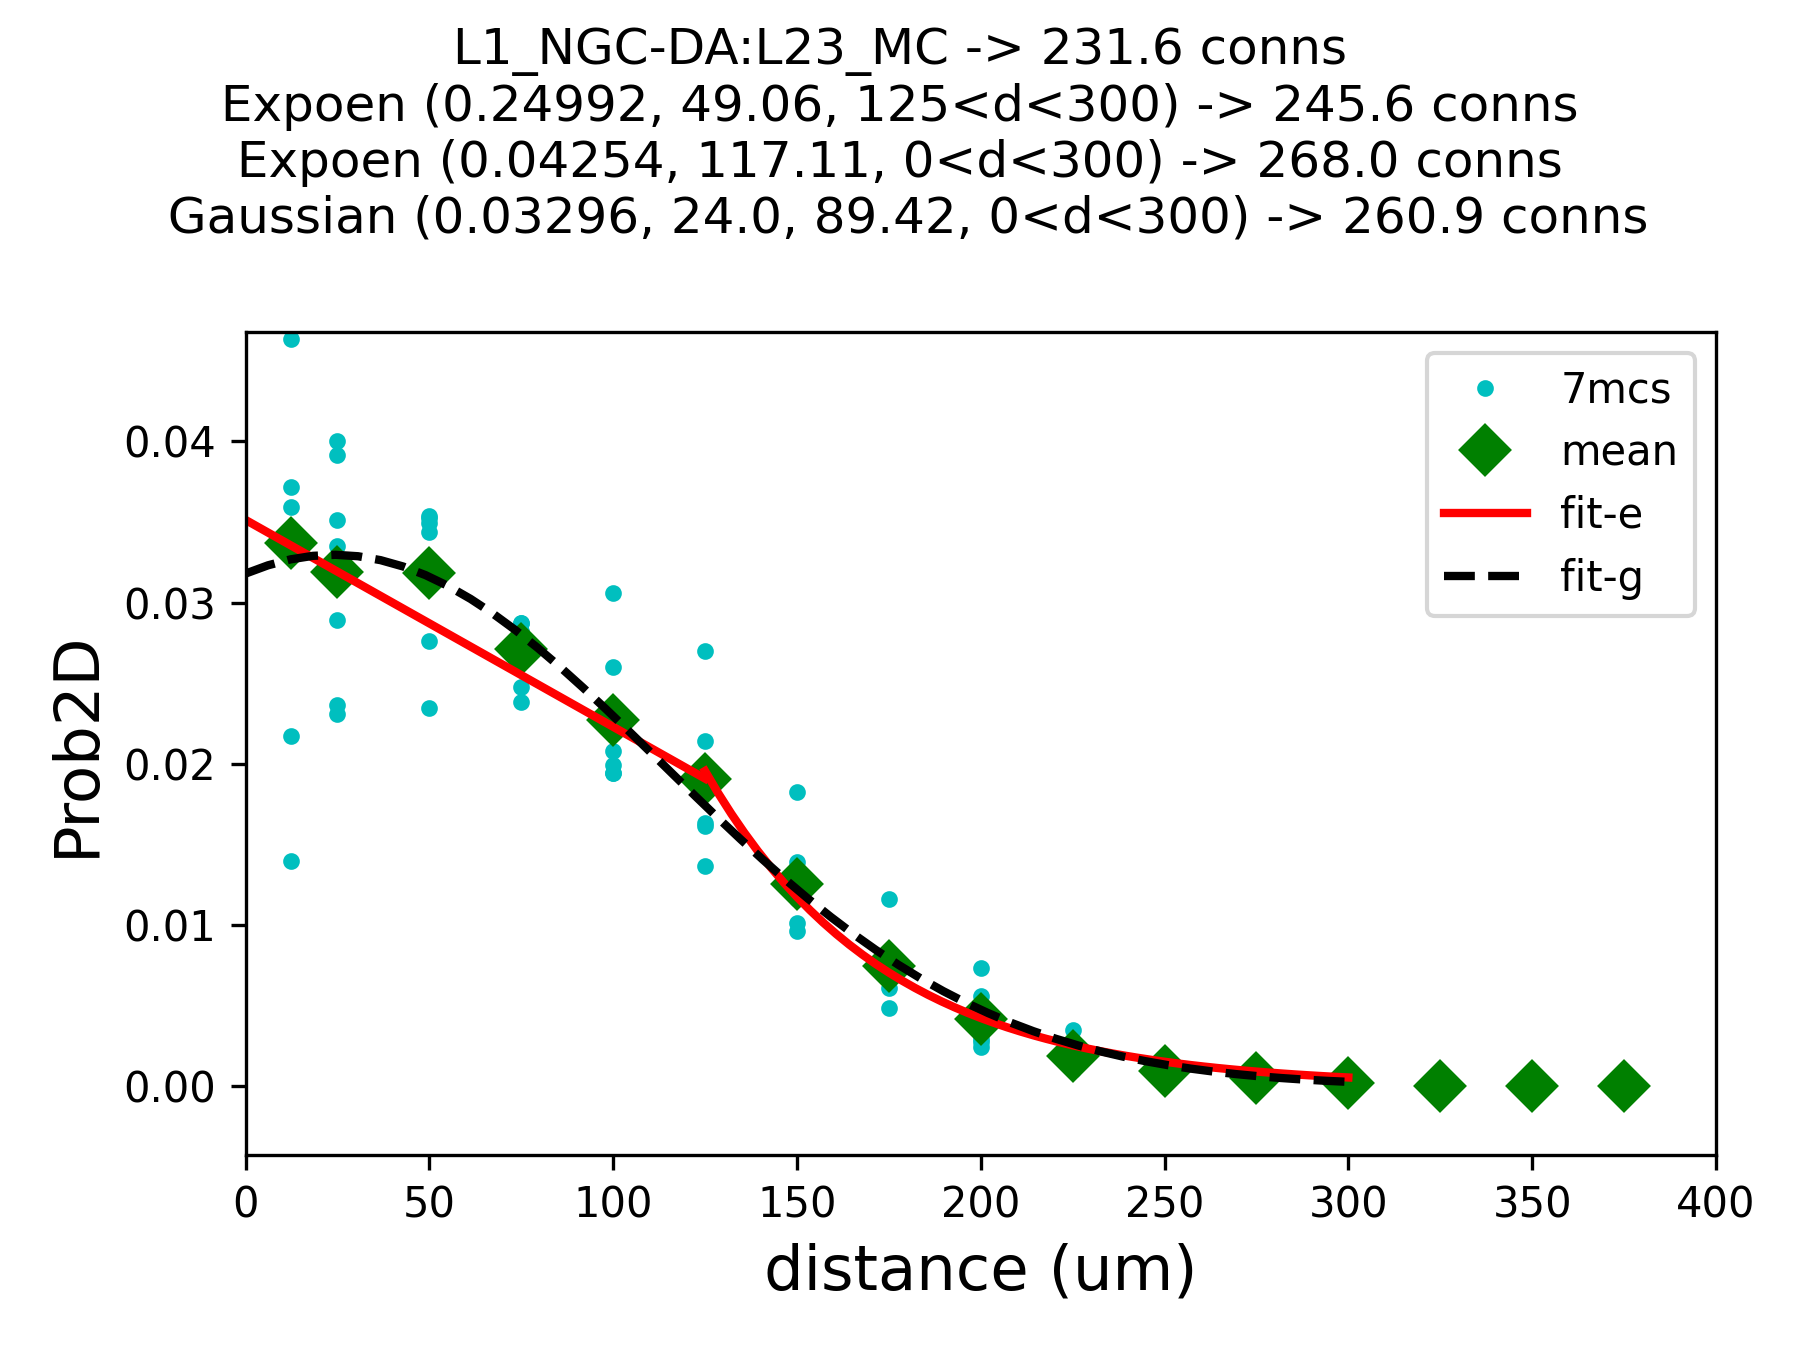 L1_NGC-DA:L23_MC -> 231.6 conns
Expoen (0.24992, 49.06, 125<d<300) -> 245.6 conns
Expoen (0.04254, 117.11, 0<d<300) -> 268.0 conns
Gaussian (0.03296, 24.0, 89.42, 0<d<300) -> 260.9 conns
7mcs
mean
fit-e
fit-g
Prob2D
0.04
0.03
0.02
0.01
0.00
0 50 100 150 200 250 300 350 400
distance (um)